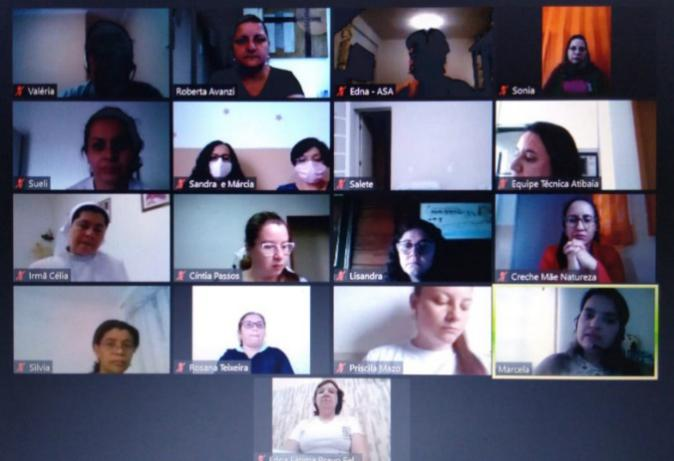 Valéria
Roberta Avanzi
Edna - ASA
Sonia
Sueli
Sandra e Márcia
Salete
Equipe Técnica Atibaia
Irmã Célia
Cíntia Passos
Lisandra
Creche Mãe Natureza
Silvia
Rosana Teixeira
Priscila Mazo
Marcela